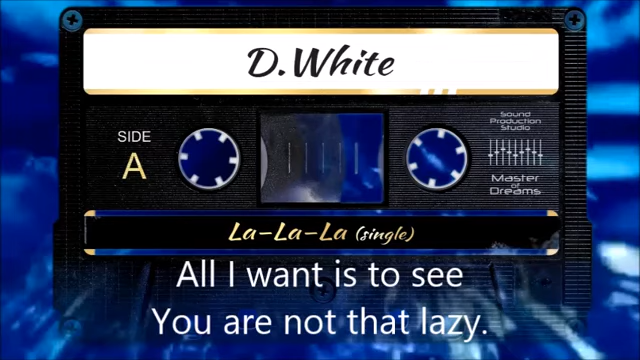 D.White
SIDE
A
Sound
Production
Studio
Master
of
Dreams
La-La-La (single)
All I want is to see
You are not that lazy.